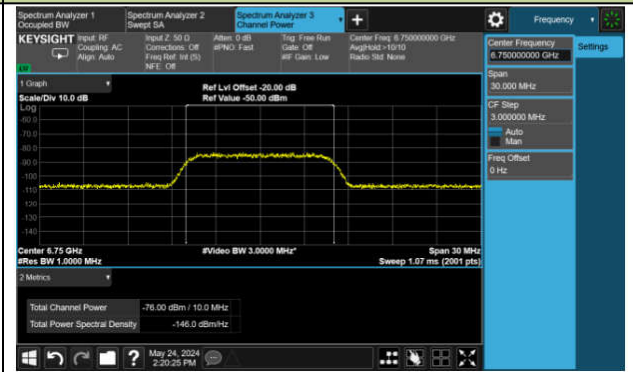 Spectrum Analyzer 1 Spectrum Analyzer 2 Spectrum Analyzer 3 Frequency
Occupied BW Swept SA Channel Power
KEYSIGHT Input: RF Input Z: 50 Ω Atten: 0 dB Trig: Free Run Center Freq: 6.750000000 GHz
Coupling: AC Corrections: Off #PNO: Fast Gate: Off Avg|Hold:>10/10
Align: Auto Freq Ref: Int (S) #IF Gain: Low Radio Std: None
NFE: Off
Center Frequency
6.750000000 GHz
Settings
Span
30.000 MHz
CF Step
3.000000 MHz
Auto
Man
Freq Offset
0 Hz
1 Graph
Ref Lvl Offset -20.00 dB
Scale/Div 10.0 dB Ref Value -50.00 dBm
Log
-60.0
-70.0
-80.0
-90.0
-100
-110
-120
-130
-140
Center 6.75 GHz #Video BW 3.0000 MHz* Span 30 MHz
#Res BW 1.0000 MHz Sweep 1.07 ms (2001 pts)
2 Metrics
Total Channel Power -76.00 dBm / 10.0 MHz
Total Power Spectral Density -146.0 dBm/Hz
May 24, 2024
2:20:25 PM